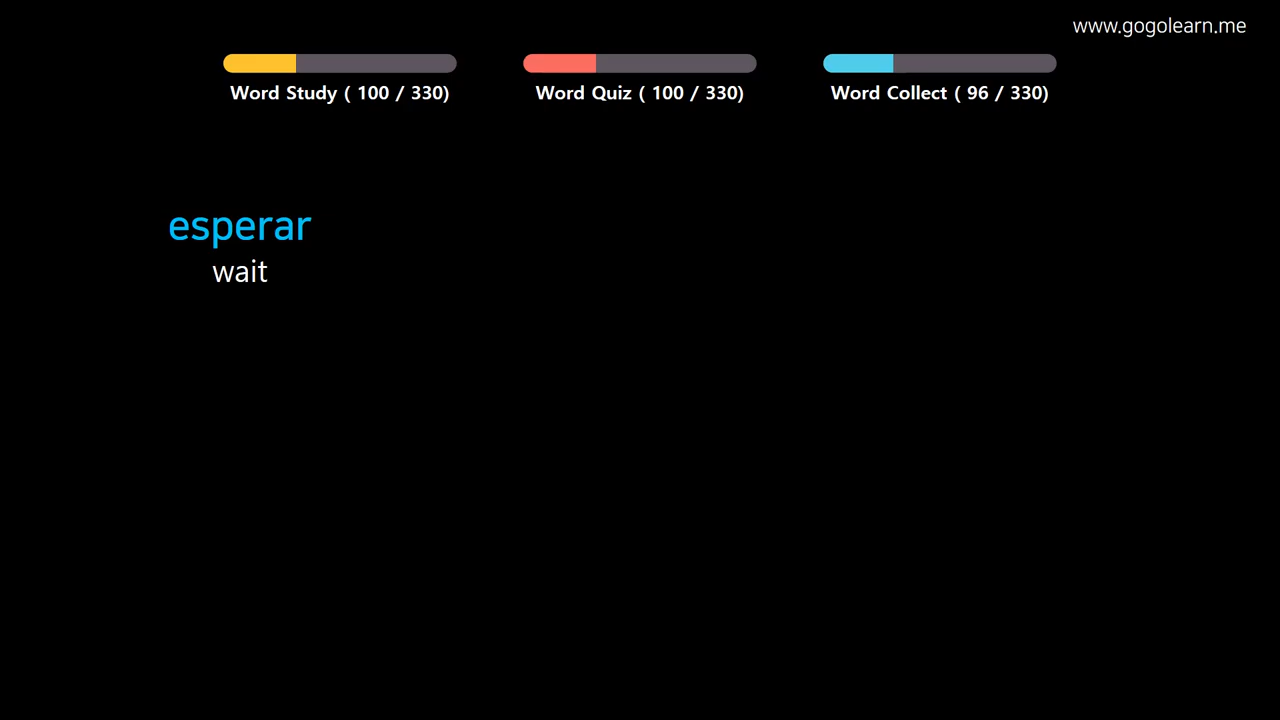 www.gogolearn.me
Word Study ( 100 / 330)
Word Quiz ( 100 / 330)
Word Collect ( 96 / 330)
esperar
wait